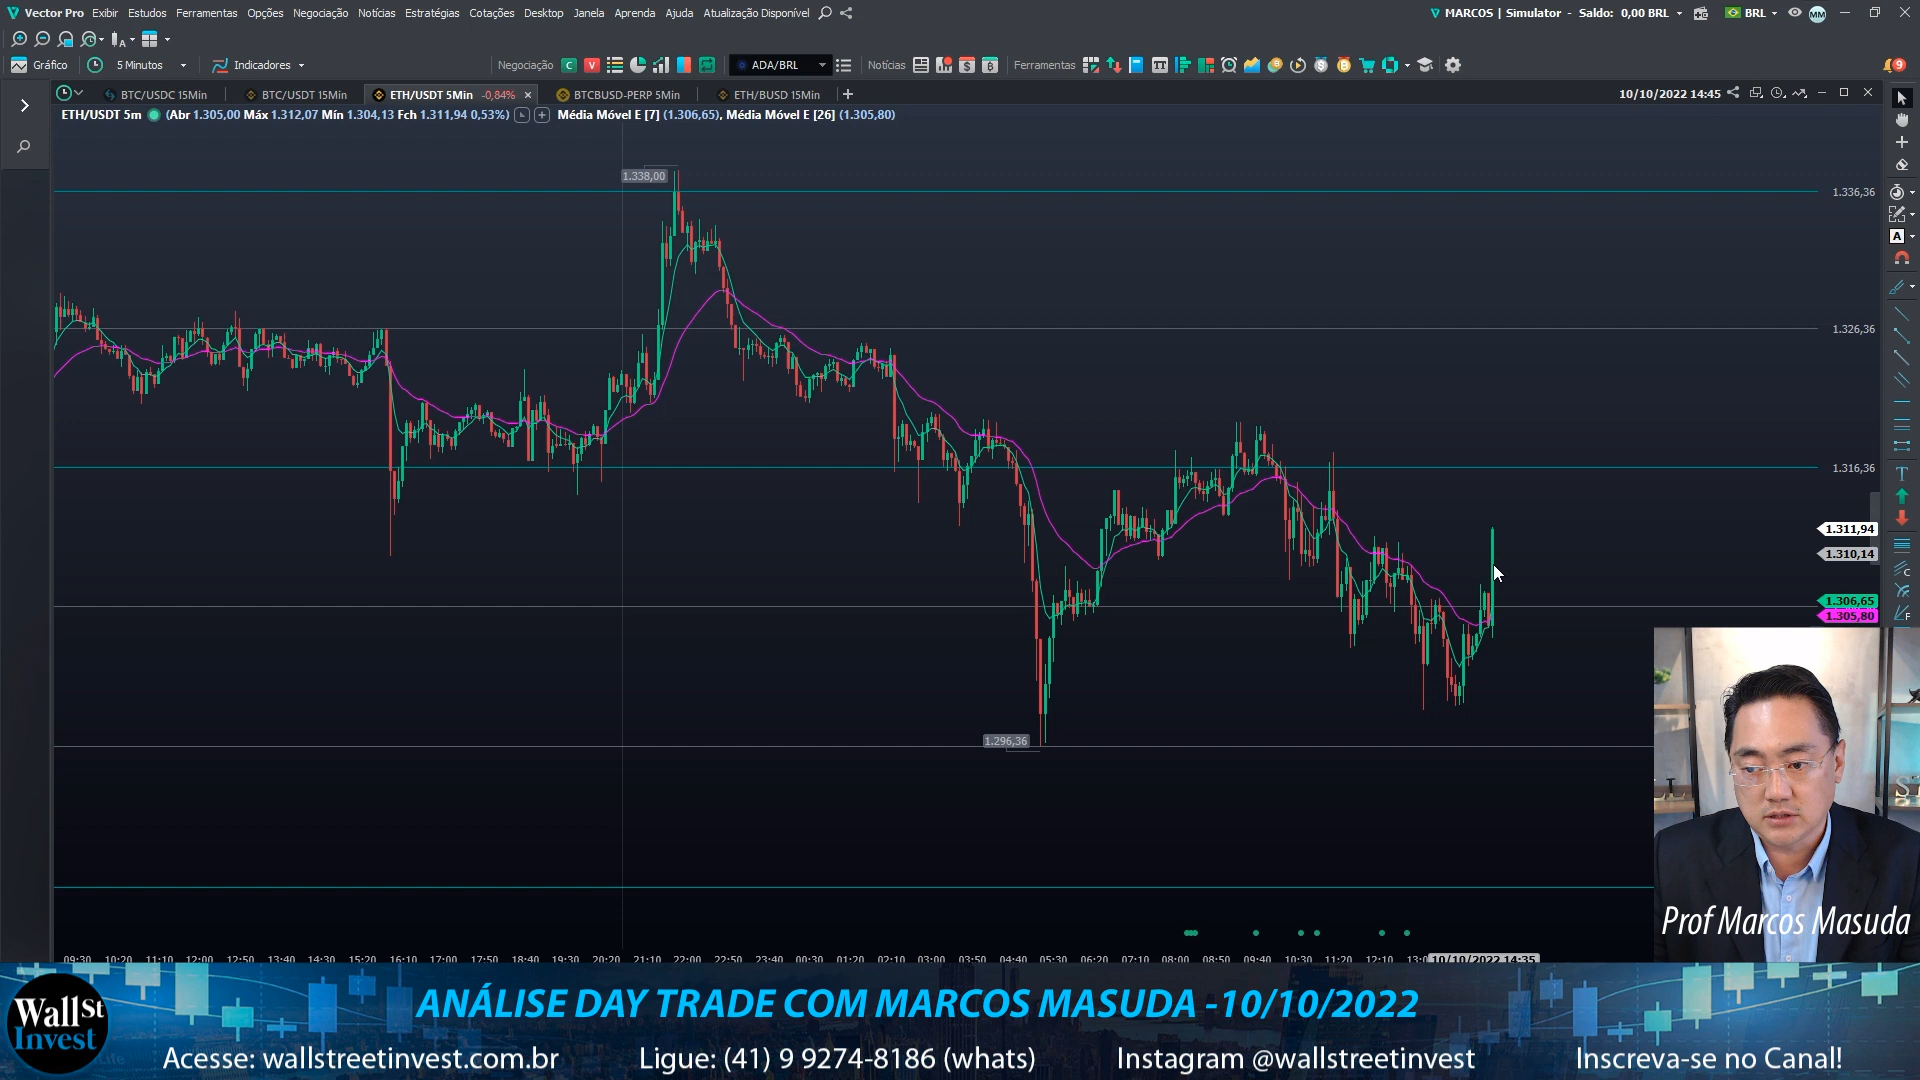 Vector Pro Exibir Estudos Ferramentas Opções Negociação Notícias Estratégias Cotações Desktop Janela Aprenda Ajuda Atualização Disponível
MARCOS | Simulator - Saldo: 0,00 BRL BRL MM
A
Gráfico 5 Minutos Indicadores Negociação C V ADA/BRL Notícias Ferramentas 9
BTC/USDC 15Min BTC/USDT 15Min ETH/USDT 5Min -0,84% × BTCBUSD-PERP 5Min ETH/BUSD 15Min + 10/10/2022 14:45
ETH/USDT 5m (Abr 1.305,00 Máx 1.312,07 Mín 1.304,13 Fch 1.311,94 0,53%) Média Móvel E [7] (1.306,65), Média Móvel E [26] (1.305,80)
1.338,00
1.336,36
1.326,36
1.316,36
1.311,94
1.310,14
1.306,65
1.305,80
1.296,36
Prof Marcos Masuda
09:30 10:20 11:10 12:00 12:50 13:40 14:30 15:20 16:10 17:00 17:50 18:40 19:30 20:20 21:10 22:00 22:50 23:40 00:30 01:20 02:10 03:00 03:50 04:40 05:30 06:20 07:10 08:00 08:50 09:40 10:30 11:20 12:10 13:0 10/10/2022 14:35
Wall St
Invest
ANÁLISE DAY TRADE COM MARCOS MASUDA -10/10/2022
Acesse: wallstreetinvest.com.br Ligue: (41) 9 9274-8186 (whats) Instagram @wallstreetinvest Inscreva-se no Canal!